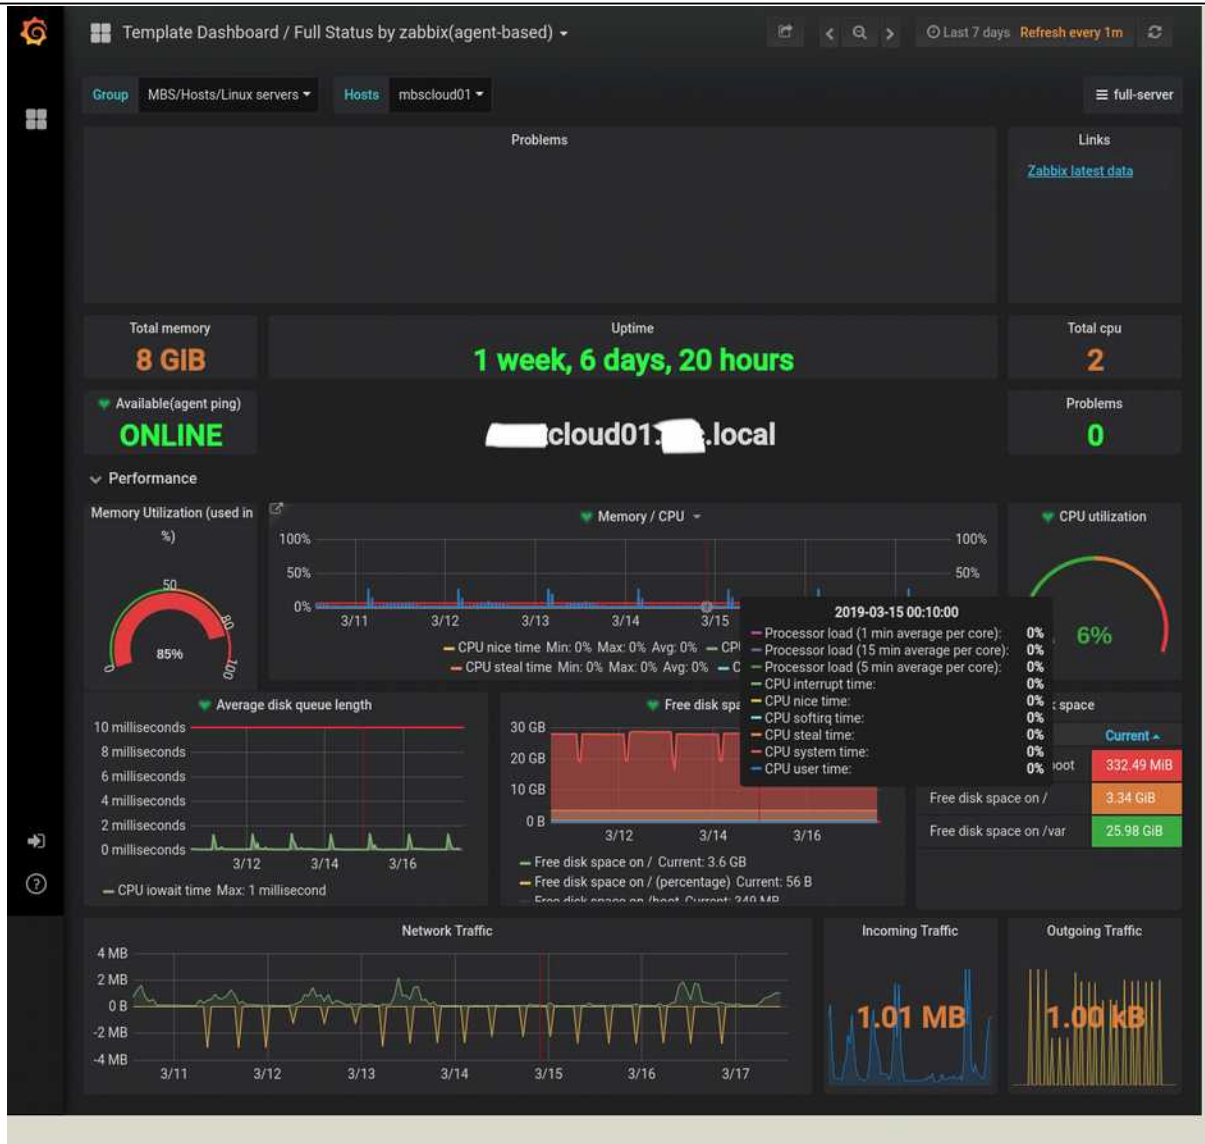 Template Dashboard / Full Status by zabbix(agent-based)
Last 7 days Refresh every 1m
Group MBS/Hosts/Linux servers Hosts mbscloud01
full-server
Problems
Links
Zabbix latest data
Total memory
8 GIB
Uptime
1 week, 6 days, 20 hours
Total cpu
2
Available(agent ping)
ONLINE
cloud01. .local
Problems
0
Performance
Memory Utilization (used in
%)
0
50
80
100
85%
Memory / CPU
100%
50%
0%
100%
50%
3/11 3/12 3/13 3/14 3/15
CPU nice time Min: 0% Max: 0% Avg: 0%
CPU steal time Min: 0% Max: 0% Avg: 0%
2019-03-15 00:10:00
Processor load (1 min average per core): 0%
Processor load (15 min average per core): 0%
Processor load (5 min average per core): 0%
CPU interrupt time: 0%
CPU nice time: 0%
CPU softirq time: 0%
CPU steal time: 0%
CPU system time: 0%
CPU user time: 0%
CPU utilization
6%
Average disk queue length
10 milliseconds
8 milliseconds
6 milliseconds
4 milliseconds
2 milliseconds
0 milliseconds
3/12 3/14 3/16
CPU iowait time Max: 1 millisecond
Free disk spa
30 GB
20 GB
10 GB
0 B
3/12 3/14 3/16
Free disk space on / Current: 3.6 GB
Free disk space on / (percentage) Current: 56 B
Free disk space on /boot Current: 349 MB
space
Current
oot 332.49 MiB
Free disk space on / 3.34 GiB
Free disk space on /var 25.98 GiB
Network Traffic
4 MB
2 MB
0 B
-2 MB
-4 MB
3/11 3/12 3/13 3/14 3/15 3/16 3/17
Incoming Traffic
1.01 MB
Outgoing Traffic
1.00 kB